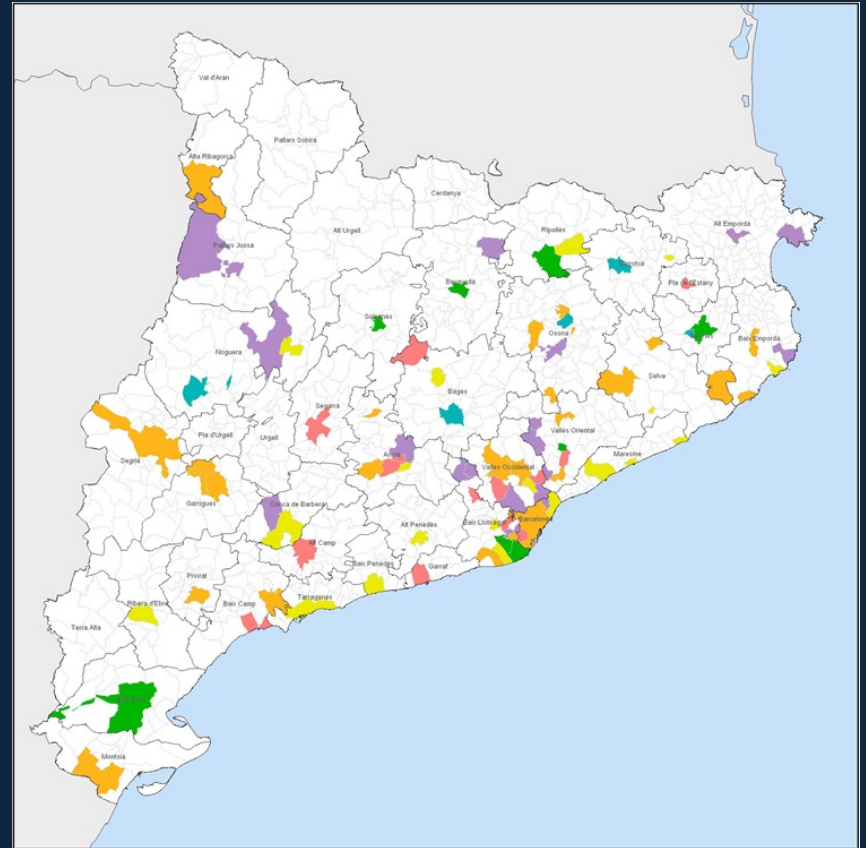 Val d'Aran
Pallars Sobirà
Alta Ribagorça
Cerdanya
Alt Urgell
Ripollès
Alt Empordà
Pallars Jussà
Pla de l'Estany
Osona
Baix Empordà
Noguera
Selva
Bages
Segarra
Pla d'Urgell
Urgell
Vallès Oriental
Segrià
Anoia
Maresme
Vallès Occidental
Garrigues
Conca de Barberà
Baix Llobregat
Barcelonès
Alt Penedès
Alt Camp
Baix Penedès
Garraf
Priorat
Ribera d'Ebre
Baix Camp
Tarragonès
Terra Alta
Montsià